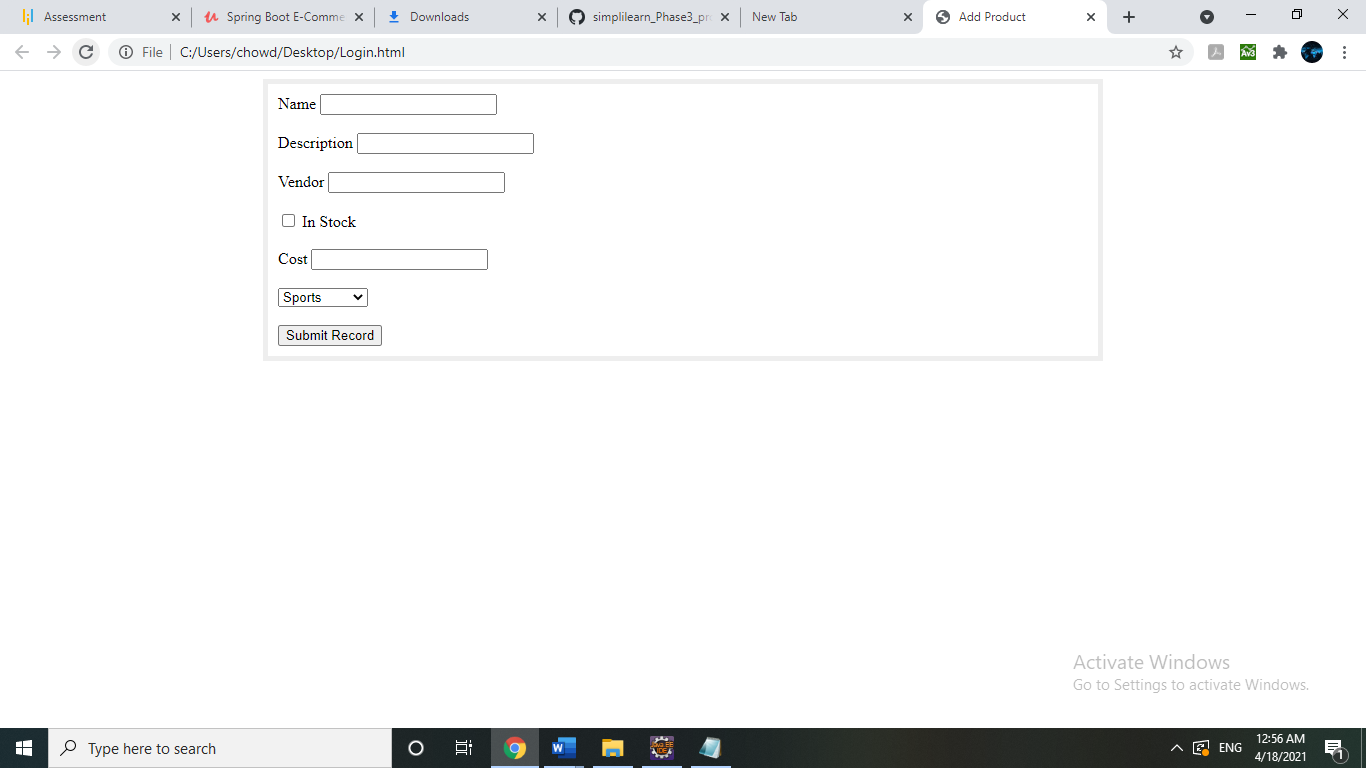 Assessment
Spring Boot E-Comme
Downloads
simplilearn_Phase3_pr
New Tab
Add Product
File
C:/Users/chowd/Desktop/Login.html
Name
Description
Vendor
In Stock
Cost
Sports
Submit Record
Activate Windows
Go to Settings to activate Windows.
Type here to search
ENG
12:56 AM
4/18/2021
1